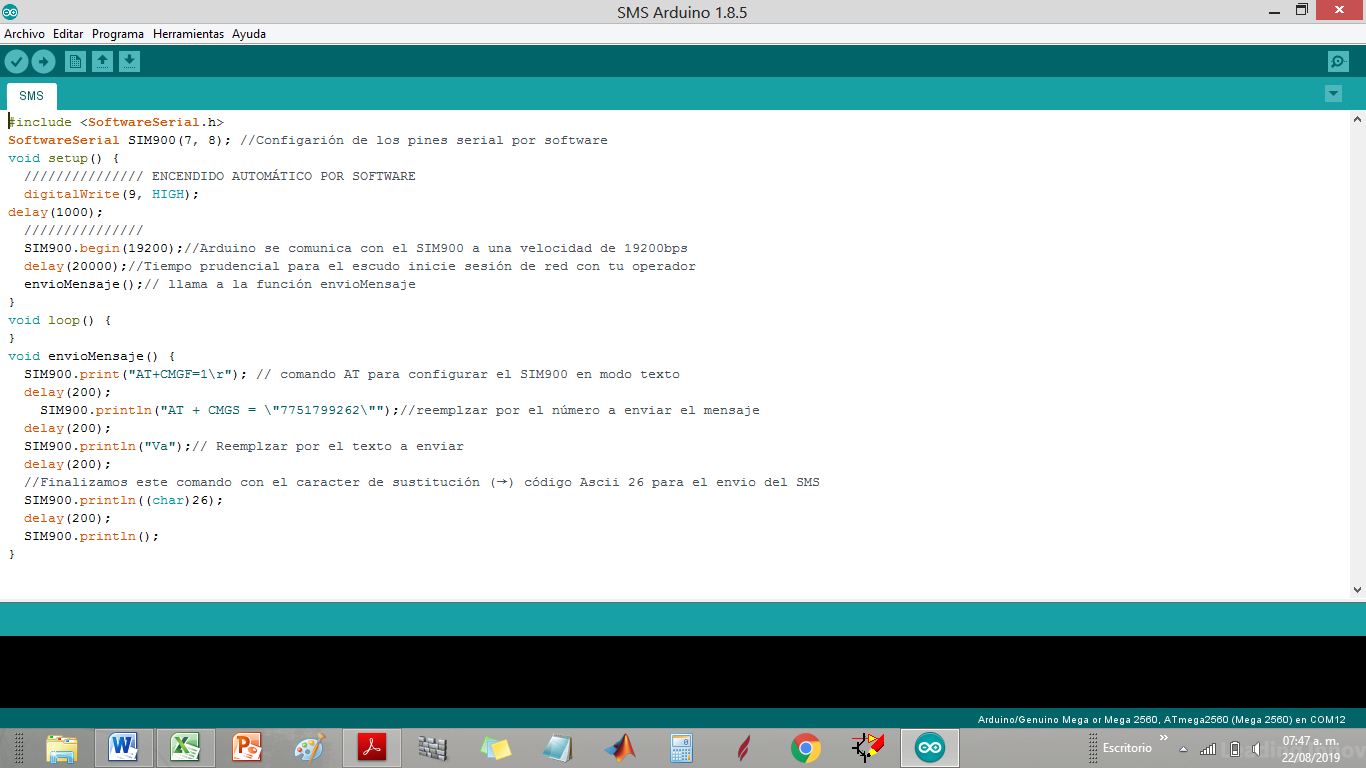 SMS Arduino 1.8.5
Archivo Editar Programa Herramientas Ayuda
SMS
#include <SoftwareSerial.h>
SoftwareSerial SIM900(7, 8); //Configarión de los pines serial por software
void setup() {
/////////////// ENCENDIDO AUTOMÁTICO POR SOFTWARE
digitalWrite(9, HIGH);
delay(1000);
///////////////
SIM900.begin(19200);//Arduino se comunica con el SIM900 a una velocidad de 19200bps
delay(20000);//Tiempo prudencial para el escudo inicie sesión de red con tu operador
envioMensaje();// llama a la función envioMensaje
}
void loop() {
}
void envioMensaje() {
SIM900.print("AT+CMGF=1\r"); // comando AT para configurar el SIM900 en modo texto
delay(200);
SIM900.println("AT + CMGS = \"7751799262\"");//reemplzar por el número a enviar el mensaje
delay(200);
SIM900.println("Va");// Reemplzar por el texto a enviar
delay(200);
//Finalizamos este comando con el caracter de sustitución (→) código Ascii 26 para el envio del SMS
SIM900.println((char)26);
delay(200);
SIM900.println();
}
Arduino/Genuino Mega or Mega 2560, ATmega2560 (Mega 2560) en COM12
Escritorio
07:47 a. m.
22/08/2019